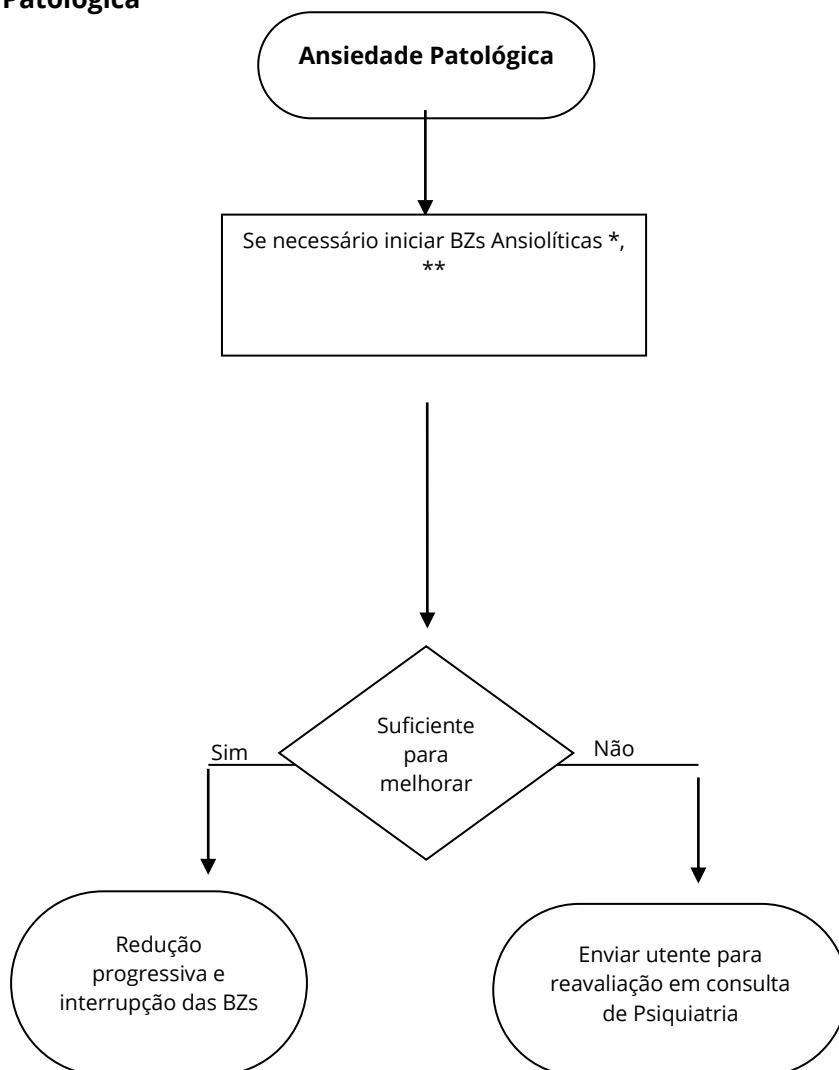 Patológica
Ansiedade Patológica
Se necessário iniciar BZs Ansiolíticas *,
**
Suficiente
para
melhorar
Sim
Não
Redução
progressiva e
interrupção das BZs
Enviar utente para
reavaliação em consulta
de Psiquiatria